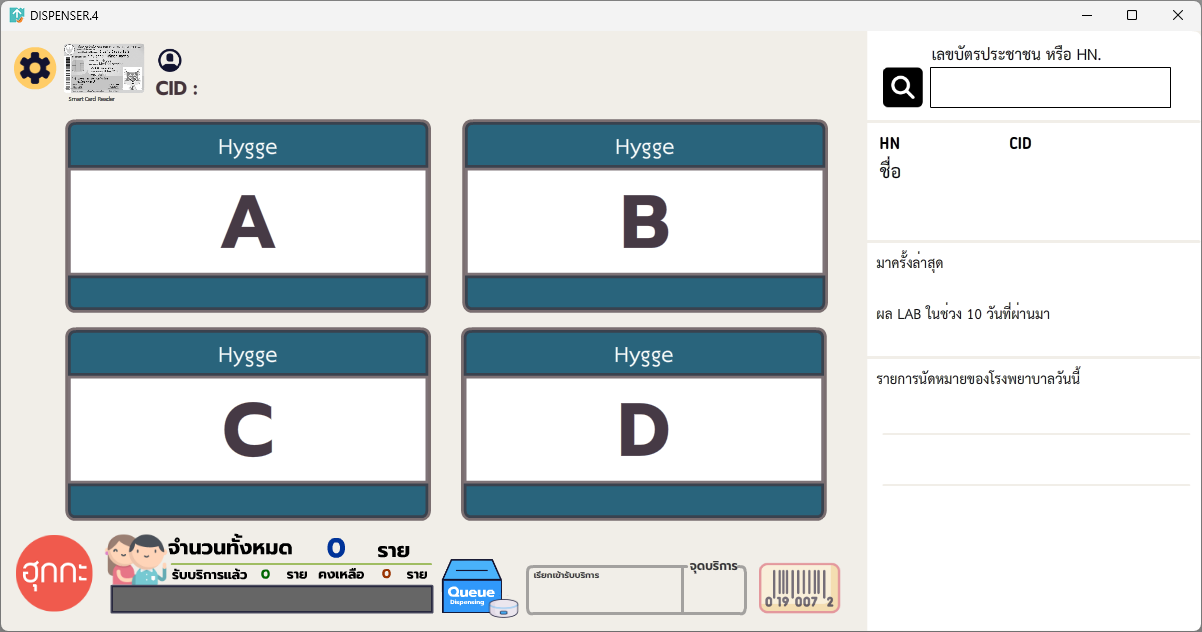 DISPENSER.4
Smart Card Reader
CID :
เลขบัตรประชาชน หรือ HN.
Hygge
A
Hygge
B
Hygge
C
Hygge
D
HN CID
ชื่อ
มาครั้งล่าสุด
ผล LAB ในช่วง 10 วันที่ผ่านมา
รายการนัดหมายของโรงพยาบาลวันนี้
ฮุกกะ
จำนวนทั้งหมด 0 ราย
รับบริการแล้ว 0 ราย คงเหลือ 0 ราย
Queue
Dispensing
เรียกเข้ารับบริการ
จุดบริการ
0 19 007 2